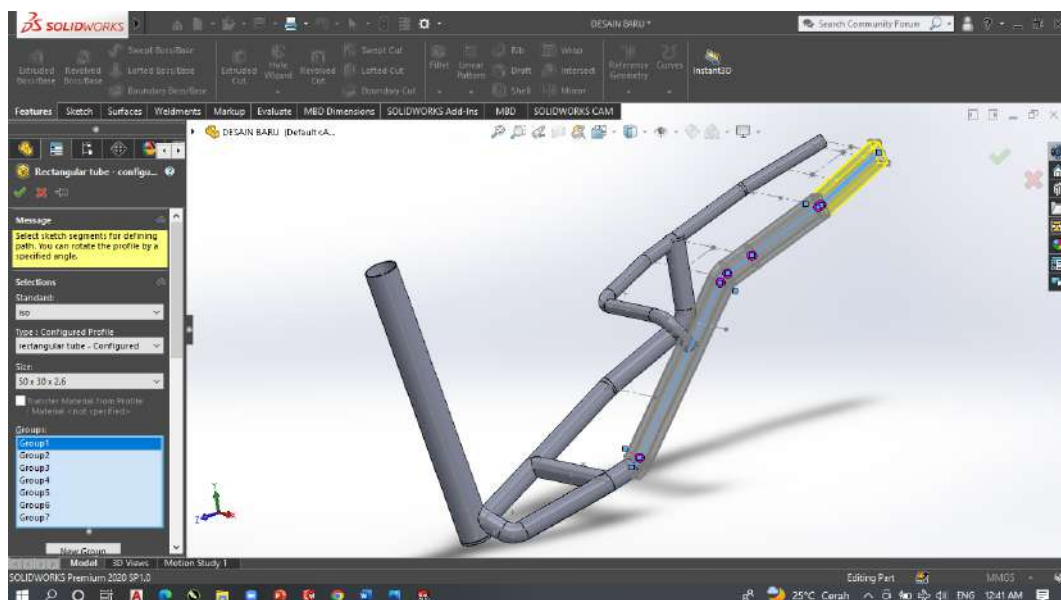 SOLIDWORKS
DESAIN BARU *
Search Community Forum
Extruded Boss/Base
Revolved Boss/Base
Swept Boss/Base
Lofted Boss/Base
Boundary Boss/Base
Extruded Cut
Hole Wizard
Revolved Cut
Swept Cut
Lofted Cut
Boundary Cut
Fillet
Linear Pattern
Rib
Draft
Shell
Wrap
Intersect
Mirror
Reference Geometry
Curves
Instant3D
Features Sketch Surfaces Weldments Markup Evaluate MBD Dimensions SOLIDWORKS Add-Ins MBD SOLIDWORKS CAM
DESAIN BARU (Default<A...
Rectangular tube - configu...
Message
Select sketch segments for defining
path. You can rotate the profile by a
specified angle.
Selections
Standard:
iso
Type : Configured Profile
rectangular tube - Configured
Size:
50 x 30 x 2.6
Transfer Material from Profile
Material <not specified>
Groups:
Group1
Group2
Group3
Group4
Group5
Group6
Group7
New Group
Y
Z
X
Model 3D Views Motion Study 1
SOLIDWORKS Premium 2020 SP1.0
Editing Part
MMGS
25°C Cerah
ENG
12:41 AM